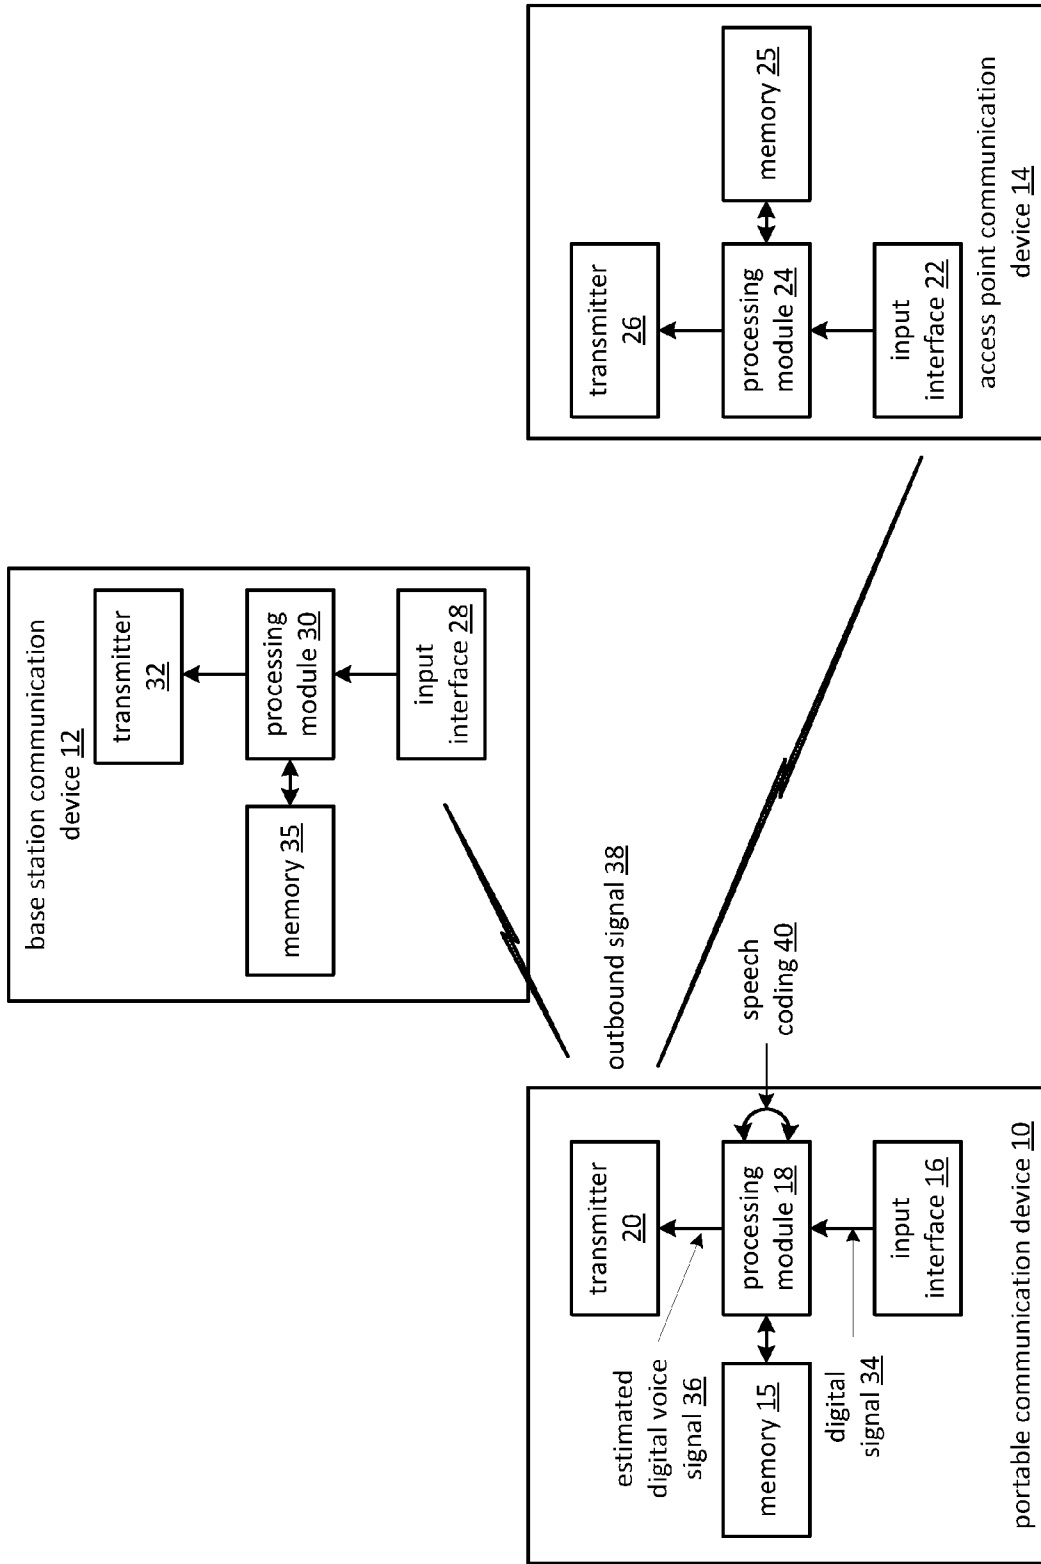 base station communication
device 12
transmitter
32
processing
module 30
input
interface 28
memory 35
outbound signal 38
speech
coding 40
transmitter
20
processing
module 18
input
interface 16
memory 15
estimated
digital voice
signal 36
digital
signal 34
portable communication device 10
transmitter
26
processing
module 24
input
interface 22
memory 25
access point communication
device 14